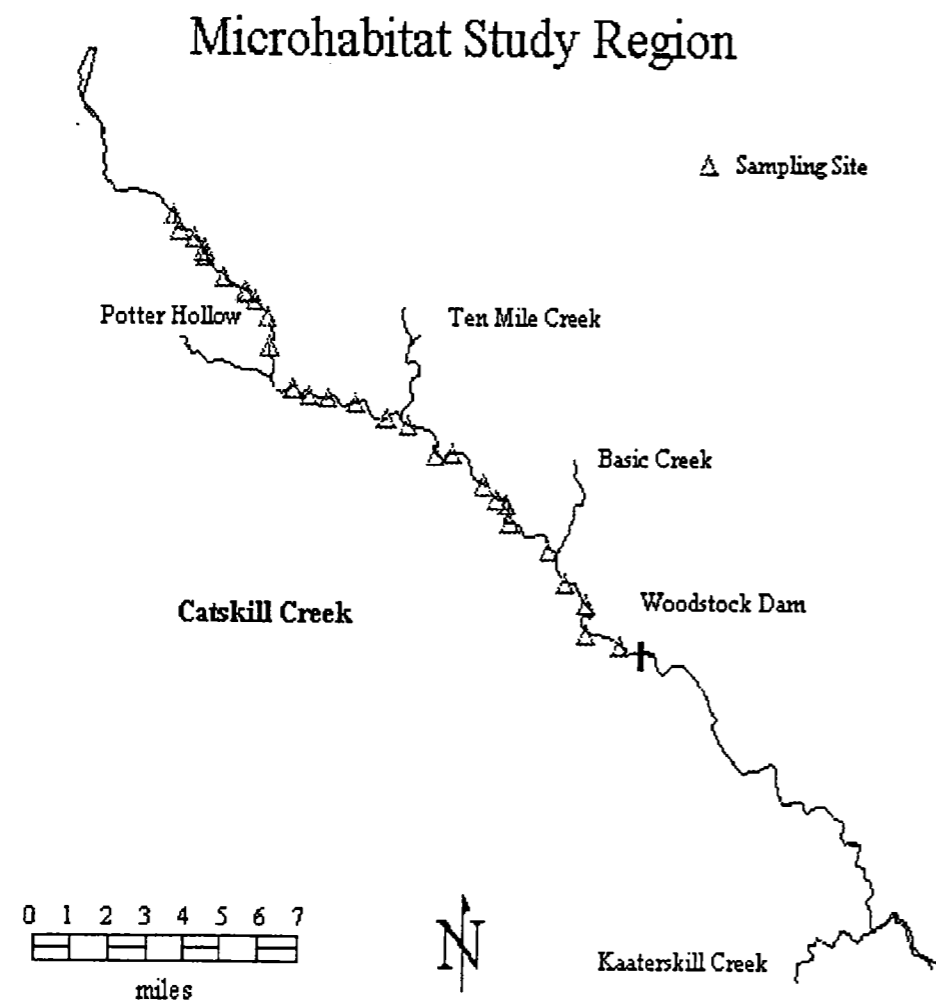 Microhabitat Study Region
Sampling Site
Potter Hollow
Ten Mile Creek
Basic Creek
Catskill Creek
Woodstock Dam
0 1 2 3 4 5 6 7
miles
N
Kaaterskill Creek